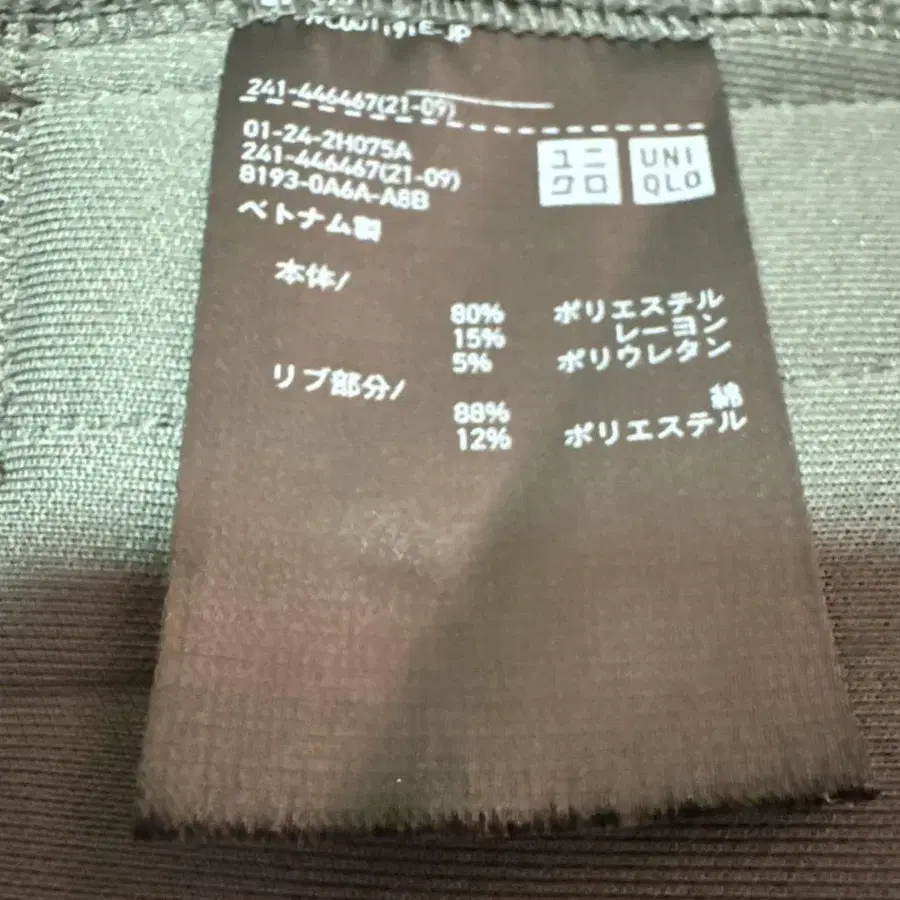 241-446467(21-09)
01-24-2H075A
241-446467(21-09)
8193-0A6A-A8B
ユニ
クロ
UNI
QLO
ベトナム製
本体/
80% ポリエステル
15% レーヨン
5% ポリウレタン
リブ部分/
88% 綿
12% ポリエステル